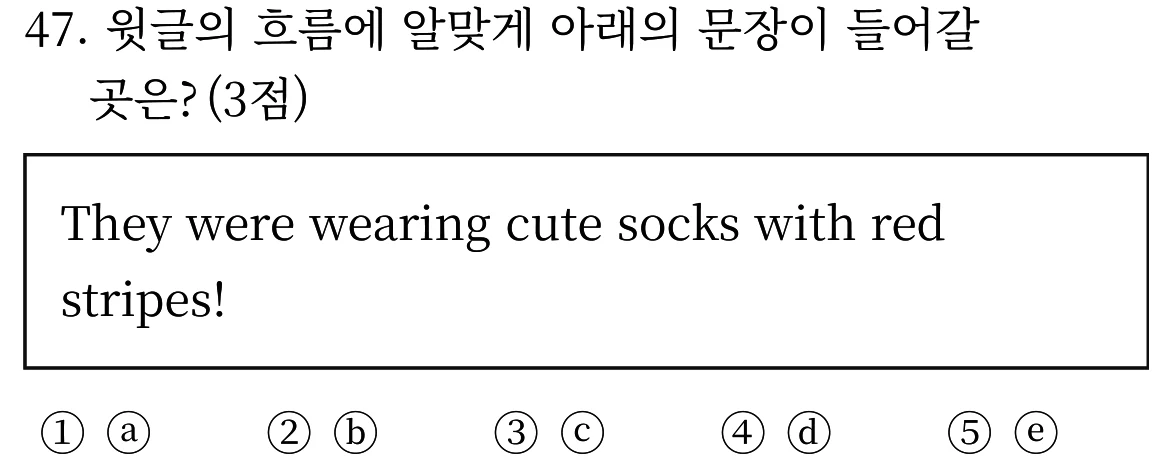 47. 윗글의 흐름에 알맞게 아래의 문장이 들어갈
곳은? (3점)
They were wearing cute socks with red
stripes!
① ⓐ ② ⓑ ③ ⓒ ④ ⓓ ⑤ ⓔ